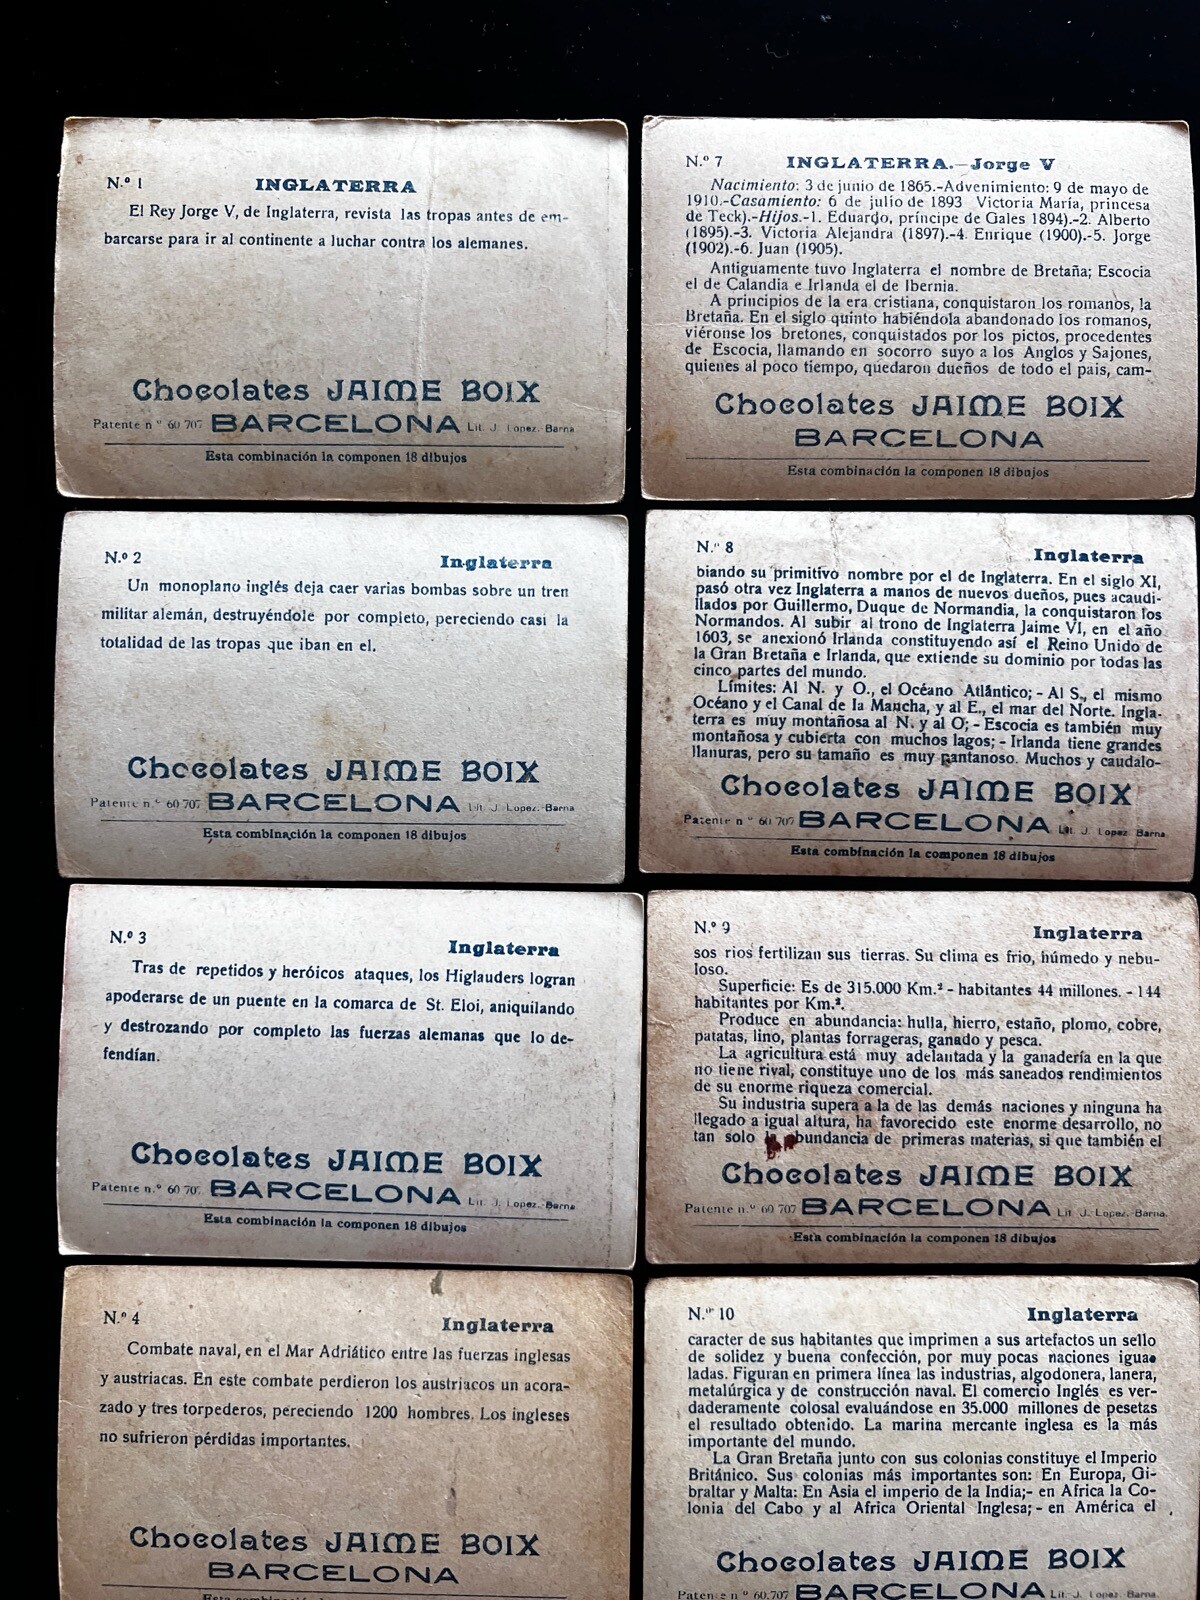 N.º 1
INGLATERRA
El Rey Jorge V, de Inglaterra, revista las tropas antes de em-
barcarse para ir al continente a luchar contra los alemanes.
Chocolates JAIME BOIX
Patente n º 60 707 BARCELONA Lit. J. Lopez.-Barna
Esta combinación la componen 18 dibujos
N.º 2
Inglaterra
Un monoplano inglés deja caer varias bombas sobre un tren
militar alemán, destruyéndole por completo, pereciendo casi la
totalidad de las tropas que iban en el.
Chocolates JAIME BOIX
Patente n.º 60 707 BARCELONA Lit. J. Lopez.-Barna
Esta combinación la componen 18 dibujos
N.º 3
Inglaterra
Tras de repetidos y heróicos ataques, los Higlauders logran
apoderarse de un puente en la comarca de St. Eloi, aniquilando
y destrozando por completo las fuerzas alemanas que lo de-
fendían.
Chocolates JAIME BOIX
Patente n.º 60 70 BARCELONA Lit. J. Lopez.-Barna
Esta combinación la componen 18 dibujos
N.º 4
Inglaterra
Combate naval, en el Mar Adriático entre las fuerzas inglesas
y austriacas. En este combate perdieron los austriacos un acora-
zado y tres torpederos, pereciendo 1200 hombres. Los ingleses
no sufrieron pérdidas importantes.
Chocolates JAIME BOIX
BARCELONA
N.º 7
INGLATERRA.—Jorge V
Nacimiento: 3 de junio de 1865.-Advenimiento: 9 de mayo de
1910.-Casamiento: 6 de julio de 1893 Victoria María, princesa
de Teck).-Hijos.-1. Eduardo, príncipe de Gales 1894).-2. Alberto
(1895).-3. Victoria Alejandra (1897).-4. Enrique (1900).-5. Jorge
(1902).-6. Juan (1905).
Antiguamente tuvo Inglaterra el nombre de Bretaña; Escocia
el de Calandia e Irlanda el de Ibernia.
A principios de la era cristiana, conquistaron los romanos, la
Bretaña. En el siglo quinto habiéndola abandonado los romanos,
viéronse los bretones, conquistados por los pictos, procedentes
de Escocia, llamando en socorro suyo a los Anglos y Sajones,
quienes al poco tiempo, quedaron dueños de todo el pais, cam-
Chocolates JAIME BOIX
BARCELONA
Esta combinación la componen 18 dibujos
N.º 8
Inglaterra
biando su primitivo nombre por el de Inglaterra. En el siglo XI,
pasó otra vez Inglaterra a manos de nuevos dueños, pues acaudi-
llados por Guillermo, Duque de Normandia, la conquistaron los
Normandos. Al subir al trono de Inglaterra Jaime VI, en el año
1603, se anexionó Irlanda constituyendo así el Reino Unido de
la Gran Bretaña e Irlanda, que extiende su dominio por todas las
cinco partes del mundo.
Límites: Al N. y O., el Océano Atlántico; - Al S., el mismo
Océano y el Canal de la Mancha, y al E., el mar del Norte. Ingla-
terra es muy montañosa al N. y al O; - Escocia es también muy
montañosa y cubierta con muchos lagos; - Irlanda tiene grandes
llanuras, pero su tamaño es muy pantanoso. Muchos y caudalo-
Chocolates JAIME BOIX
Patente n º 60 707 BARCELONA Lit. J. Lopez Barna
Esta combinación la componen 18 dibujos
N.º 9
Inglaterra
sos rios fertilizan sus tierras. Su clima es frio, húmedo y nebu-
loso.
Superficie: Es de 315.000 Km.² - habitantes 44 millones. - 144
habitantes por Km.².
Produce en abundancia: hulla, hierro, estaño, plomo, cobre,
patatas, lino, plantas forrageras, ganado y pesca.
La agricultura está muy adelantada y la ganadería en la que
no tiene rival, constituye uno de los más saneados rendimientos
de su enorme riqueza comercial.
Su industria supera a la de las demás naciones y ninguna ha
llegado a igual altura, ha favorecido este enorme desarrollo, no
tan solo la abundancia de primeras materias, si que también el
Chocolates JAIME BOIX
Patente n.º 60 707 BARCELONA Lit. J. Lopez.-Barna.
Esta combinación la componen 18 dibujos
N.º 10
Inglaterra
caracter de sus habitantes que imprimen a sus artefactos un sello
de solidez y buena confección, por muy pocas naciones igua-
ladas. Figuran en primera línea las industrias, algodonera, lanera,
metalúrgica y de construcción naval. El comercio Inglés es ver-
daderamente colosal evaluándose en 35.000 millones de pesetas
el resultado obtenido. La marina mercante inglesa es la más
importante del mundo.
La Gran Bretaña junto con sus colonias constituye el Imperio
Británico. Sus colonias más importantes son: En Europa, Gi-
braltar y Malta: En Asia el imperio de la India;- en Africa la Co-
lonia del Cabo y al Africa Oriental Inglesa; - en América el
Chocolates JAIME BOIX
Patente n º 60.707 BARCELONA Lit. J. Lopez.-Barna.